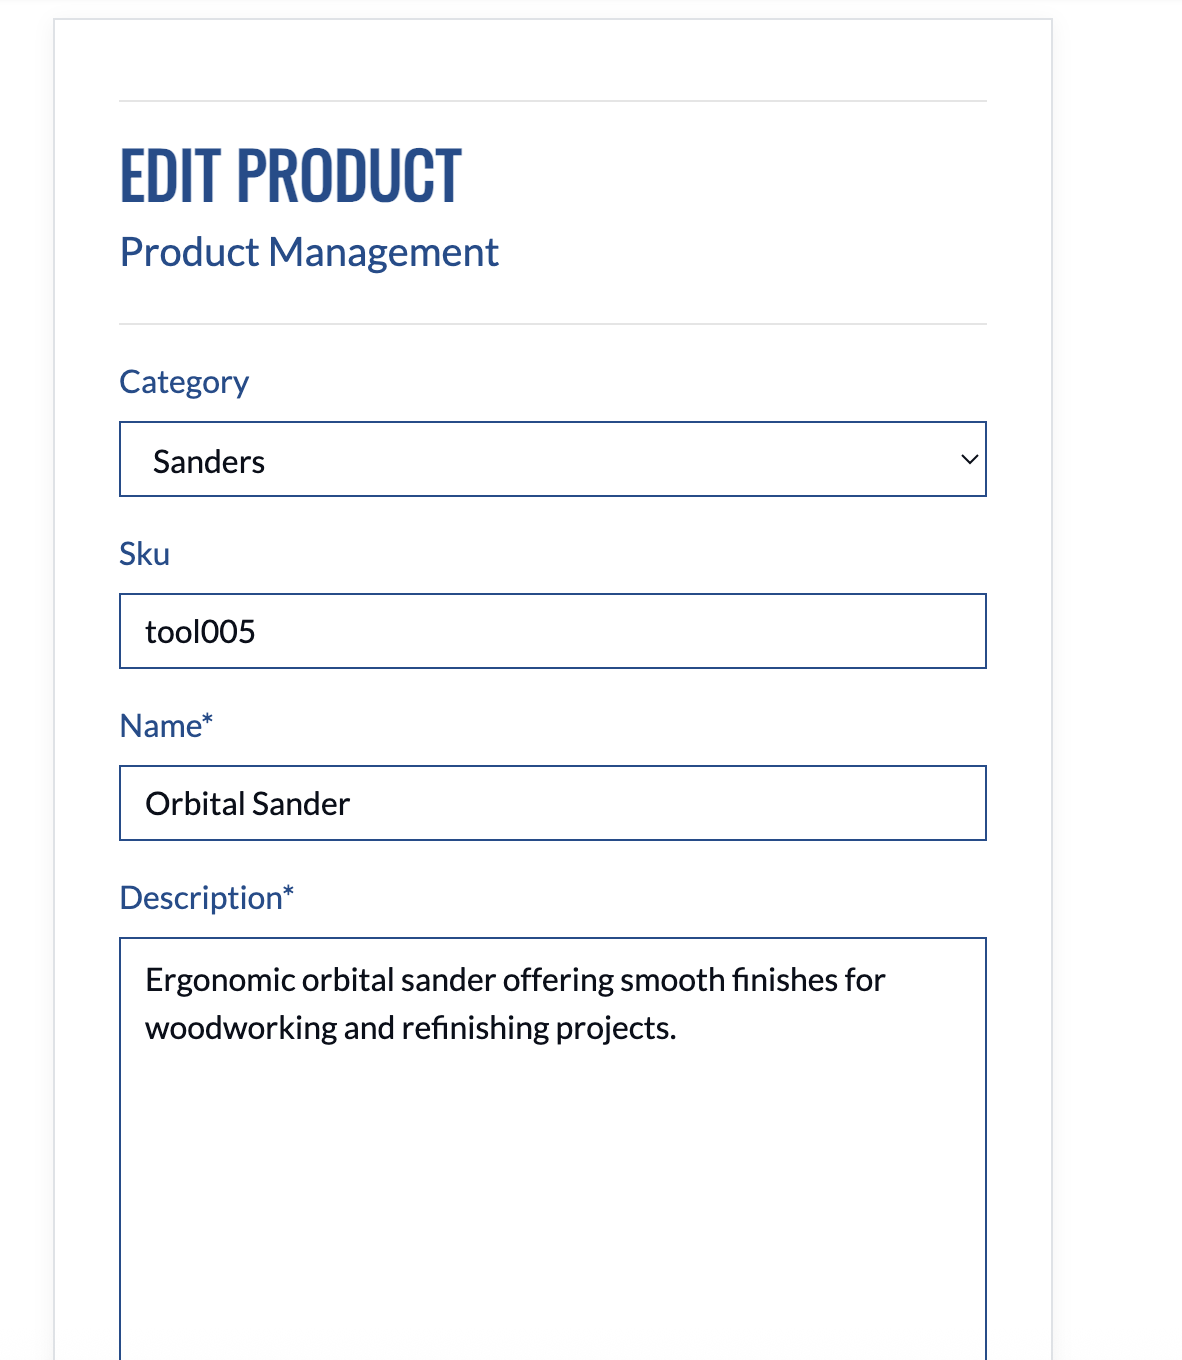 EDIT PRODUCT
Product Management
Category
Sanders
Sku
tool005
Name*
Orbital Sander
Description*
Ergonomic orbital sander offering smooth finishes for
woodworking and refinishing projects.